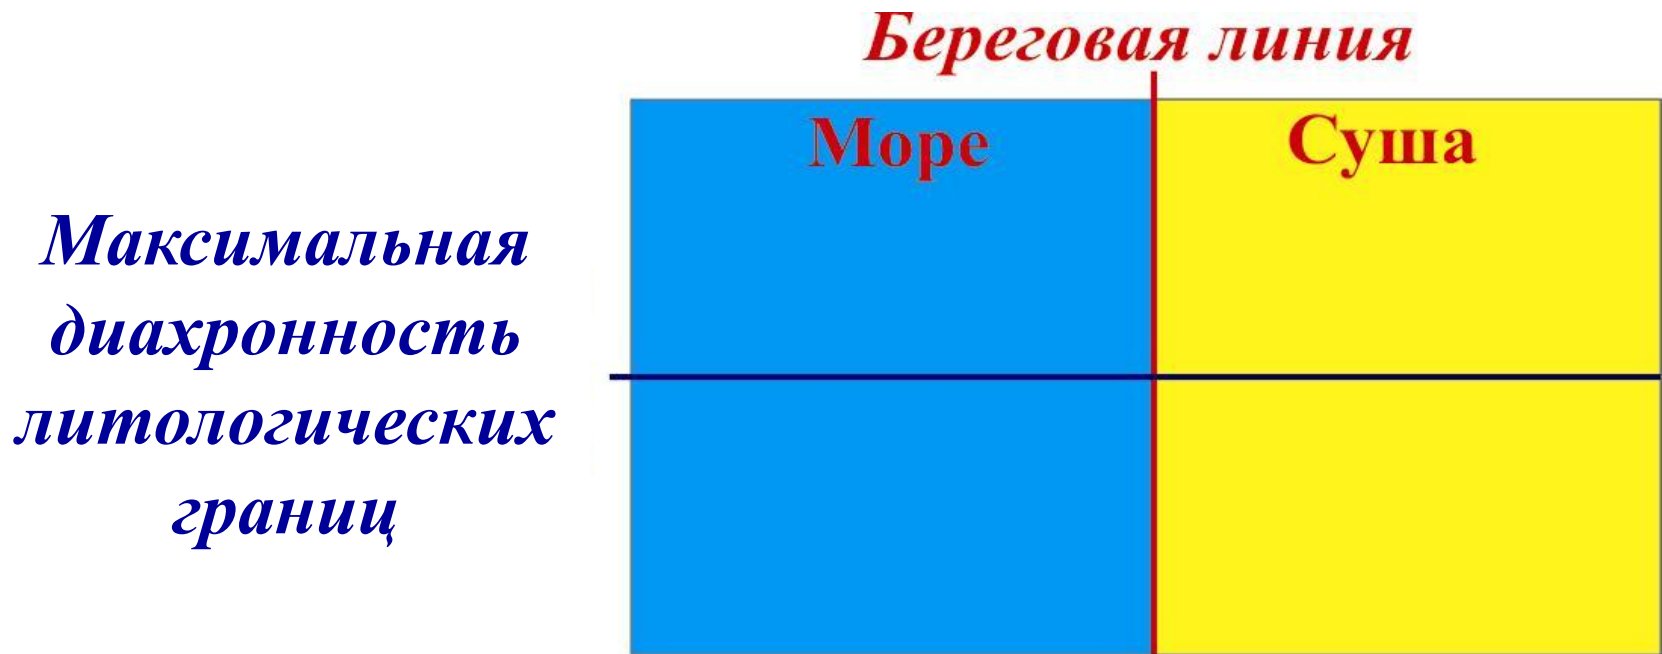 Береговая линия
Море
Суша
Максимальная
диахронность
литологических
границ